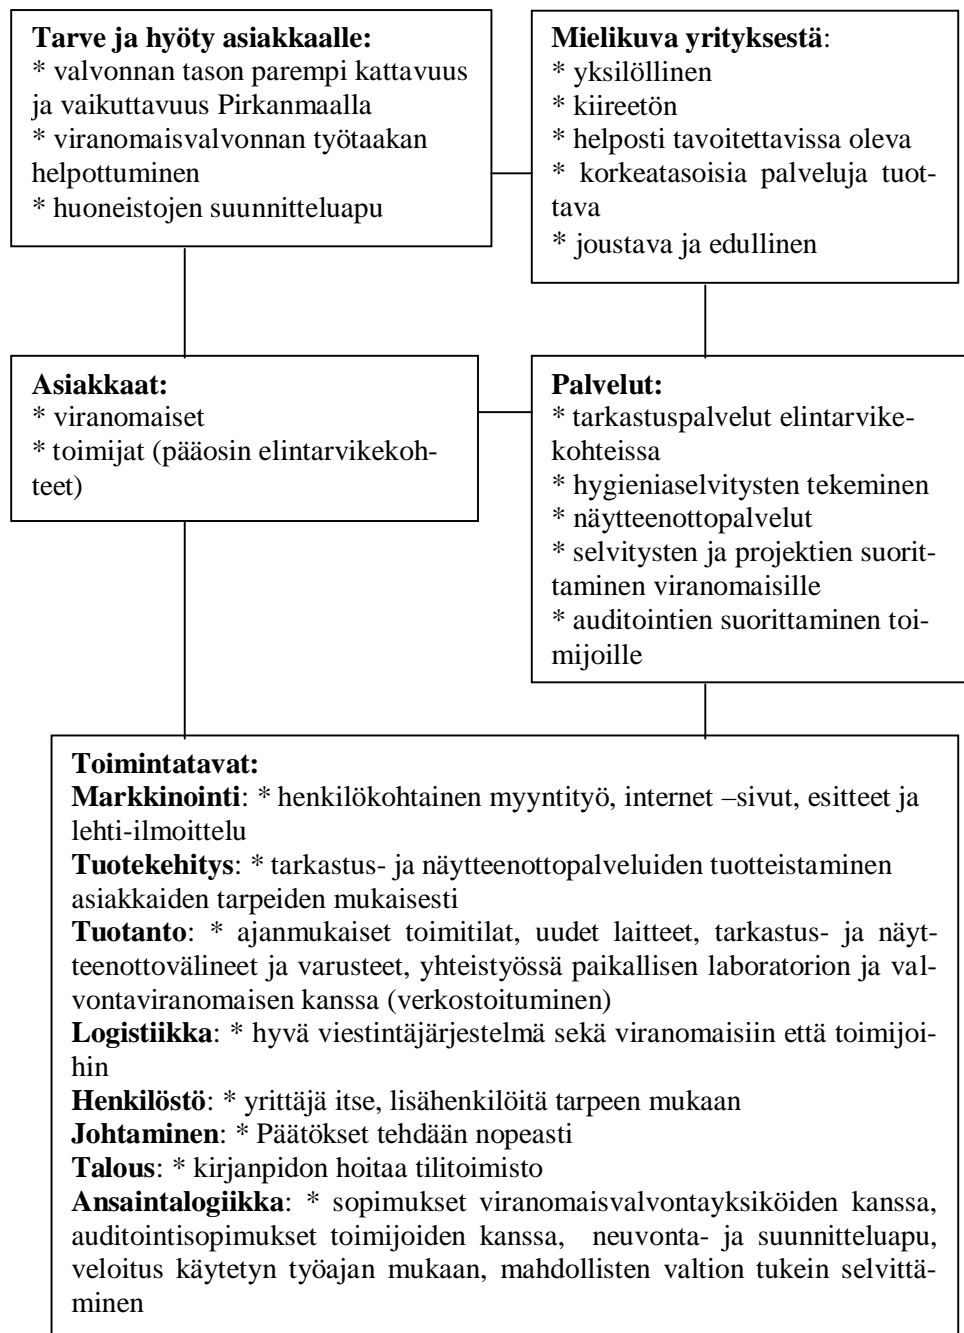 Tarve ja hyöty asiakkaalle:
* valvonnan tason parempi kattavuus
ja vaikuttavuus Pirkanmaalla
* viranomaisvalvonnan työtaakan
helpottuminen
* huoneistojen suunnitteluapu
Mielikuva yrityksestä:
* yksilöllinen
* kiireetön
* helposti tavoitettavissa oleva
* korkeatasoisia palveluja tuot-
tava
* joustava ja edullinen
Asiakkaat:
* viranomaiset
* toimijat (pääosin elintarvikekoh-
teet)
Palvelut:
* tarkastuspalvelut elintarvike-
kohteissa
* hygieniaselvitysten tekeminen
* näytteenottopalvelut
* selvitysten ja projektien suorit-
taminen viranomaisille
* auditointien suorittaminen toi-
mijoille
Toimintatavat:
Markkinointi: * henkilökohtainen myyntityö, internet –sivut, esitteet ja
lehti-ilmoittelu
Tuotekehitys: * tarkastus- ja näytteenottopalveluiden tuotteistaminen
asiakkaiden tarpeiden mukaisesti
Tuotanto: * ajanmukaiset toimitilat, uudet laitteet, tarkastus- ja näyt-
teenottovälineet ja varusteet, yhteistyössä paikallisen laboratorion ja val-
vontaviranomaisen kanssa (verkostoituminen)
Logistiikka: * hyvä viestintäjärjestelmä sekä viranomaisiin että toimijoi-
hin
Henkilöstö: * yrittäjä itse, lisähenkilöitä tarpeen mukaan
Johtaminen: * Päätökset tehdään nopeasti
Talous: * kirjanpidon hoitaa tilitoimisto
Ansaintalogiikka: * sopimukset viranomaisvalvontayksiköiden kanssa,
auditointisopimukset toimijoiden kanssa, neuvonta- ja suunnitteluapu,
veloitus käytetyn työajan mukaan, mahdollisten valtion tukein selvittä-
minen